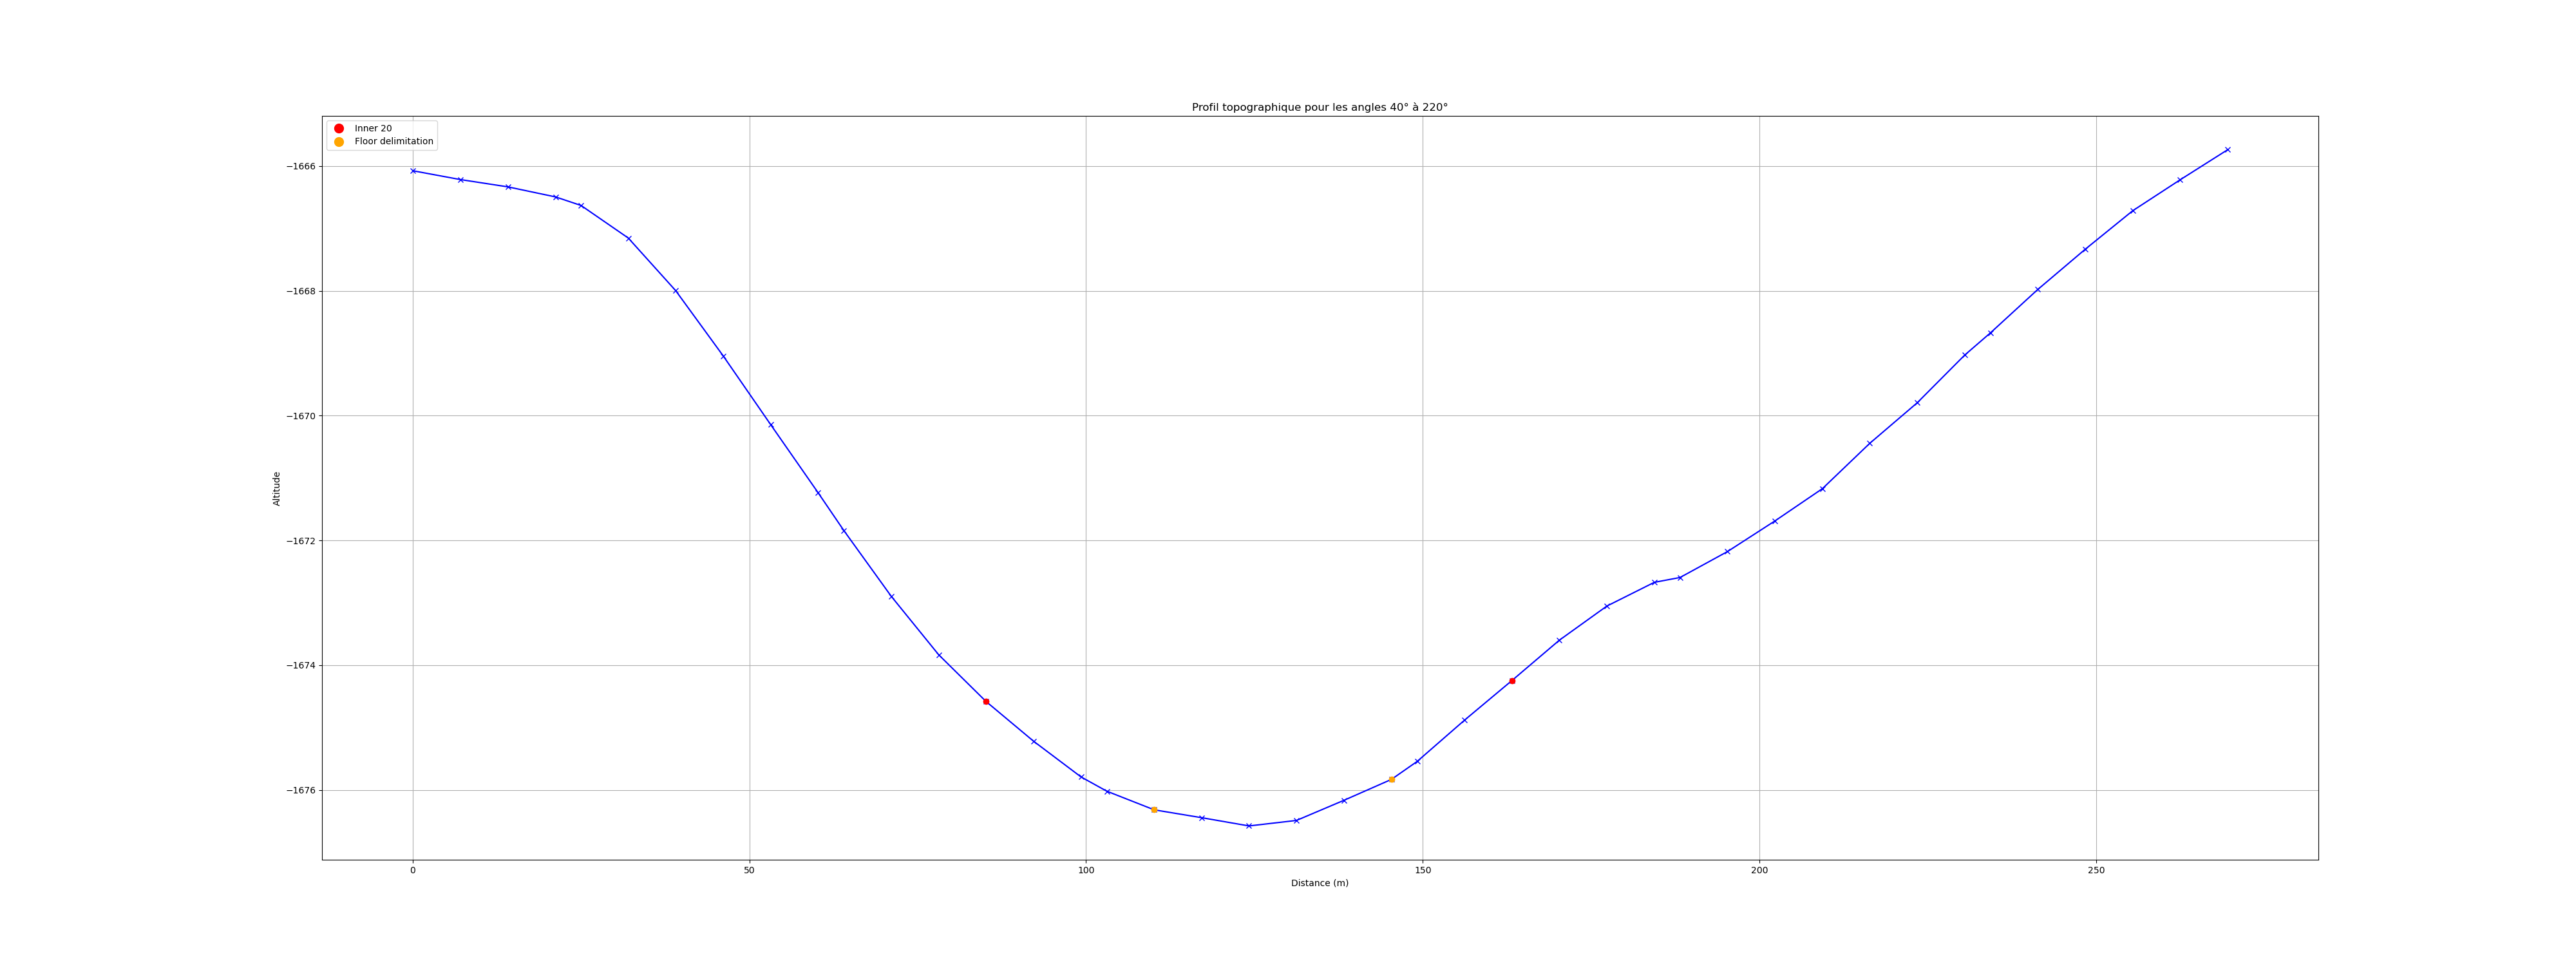 Profil topographique pour les angles 40° à 220°
Inner 20
Floor delimitation
−1666
−1668
−1670
−1672
−1674
−1676
Altitude
0
50
100
150
200
250
Distance (m)